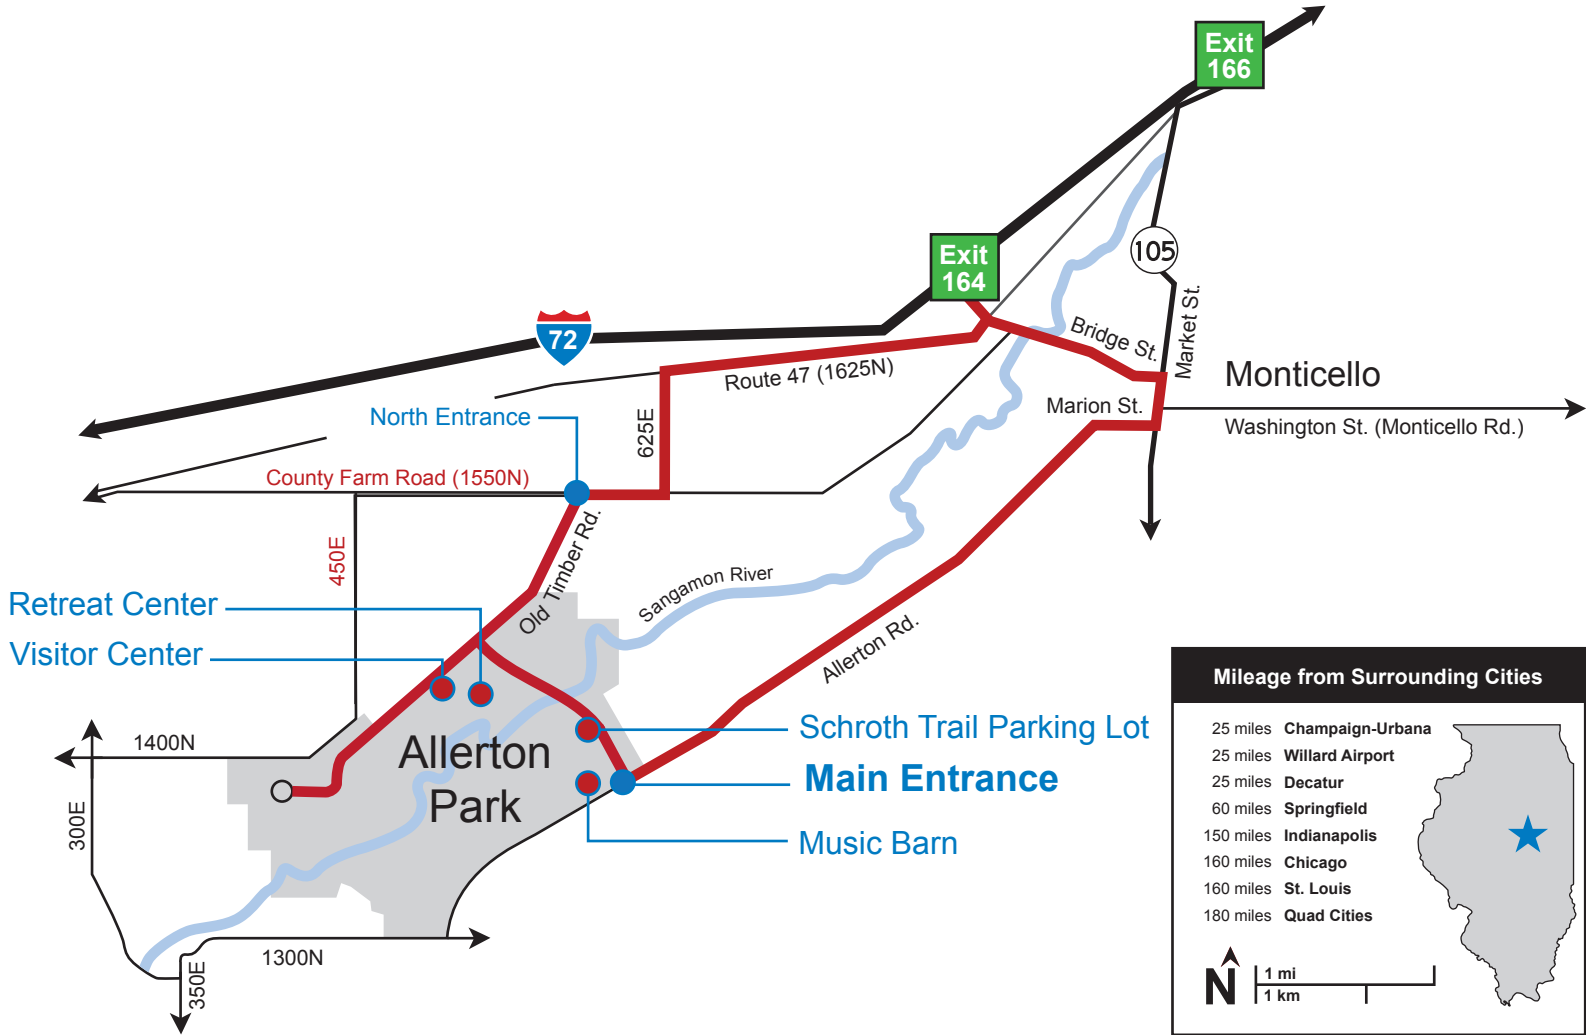 Exit
166
Exit
164
105
Market St.
Bridge St.
72
Route 47 (1625N)
Monticello
Marion St.
Washington St. (Monticello Rd.)
North Entrance
625E
County Farm Road (1550N)
Old Timber Rd.
450E
Sangamon River
Retreat Center
Visitor Center
Allerton Rd.
Schroth Trail Parking Lot
1400N
Allerton
Park
Main Entrance
300E
Music Barn
1300N
350E
Mileage from Surrounding Cities
25 miles Champaign-Urbana
25 miles Willard Airport
25 miles Decatur
60 miles Springfield
150 miles Indianapolis
160 miles Chicago
160 miles St. Louis
180 miles Quad Cities
N
1 mi
1 km